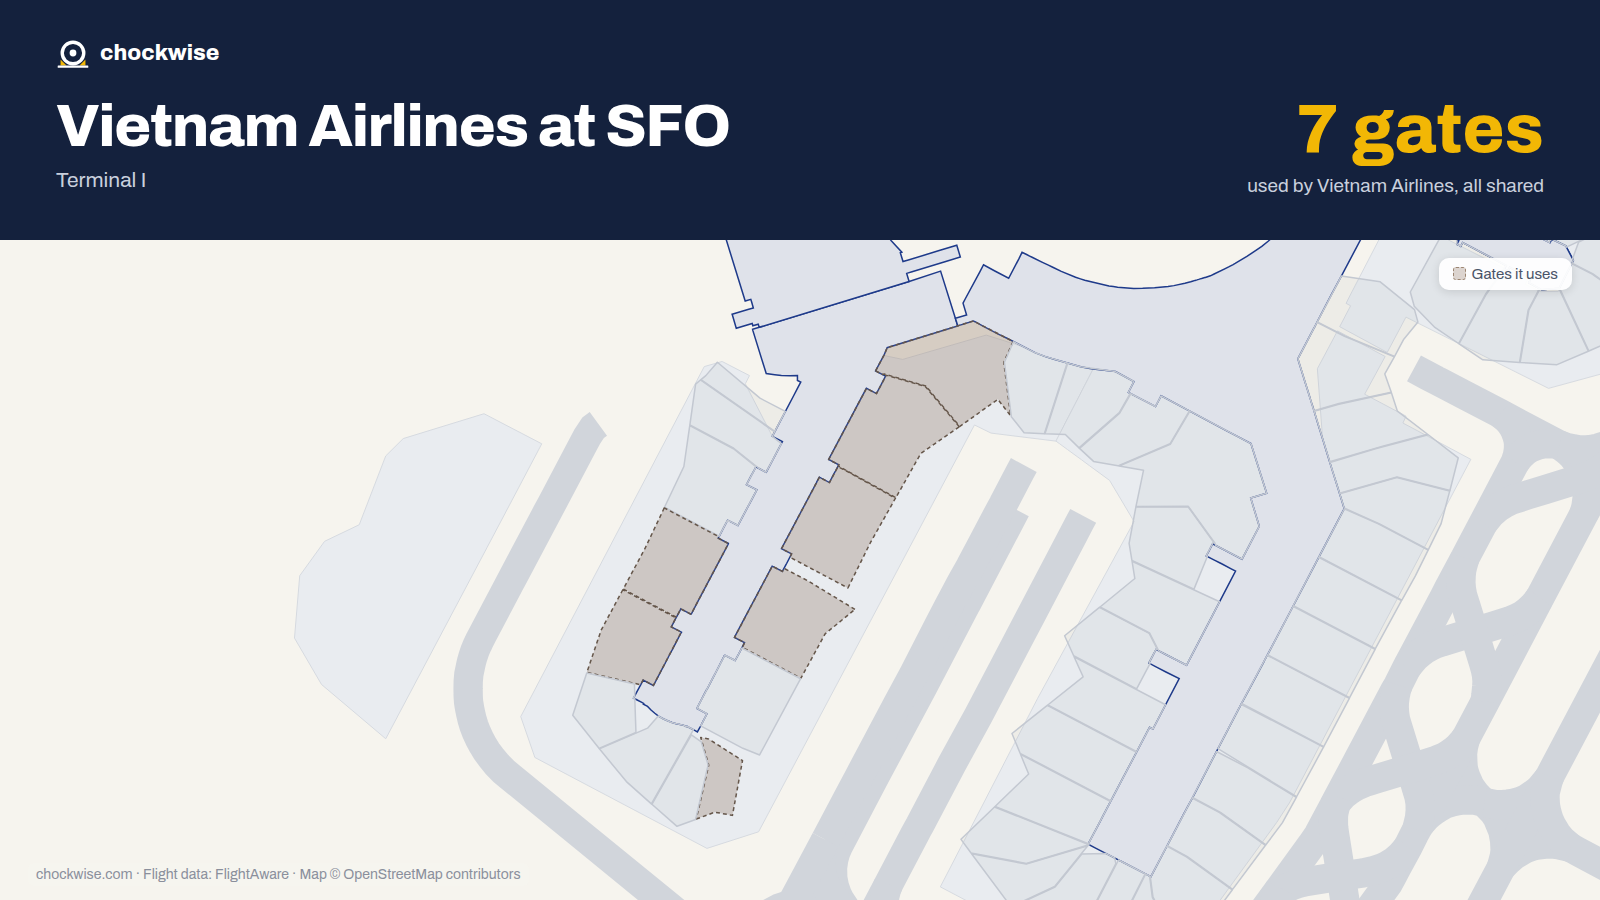 chockwise
Vietnam Airlines at SFO
Terminal I
7 gates
used by Vietnam Airlines, all shared
Gates it uses
chockwise.com · Flight data: FlightAware · Map © OpenStreetMap contributors